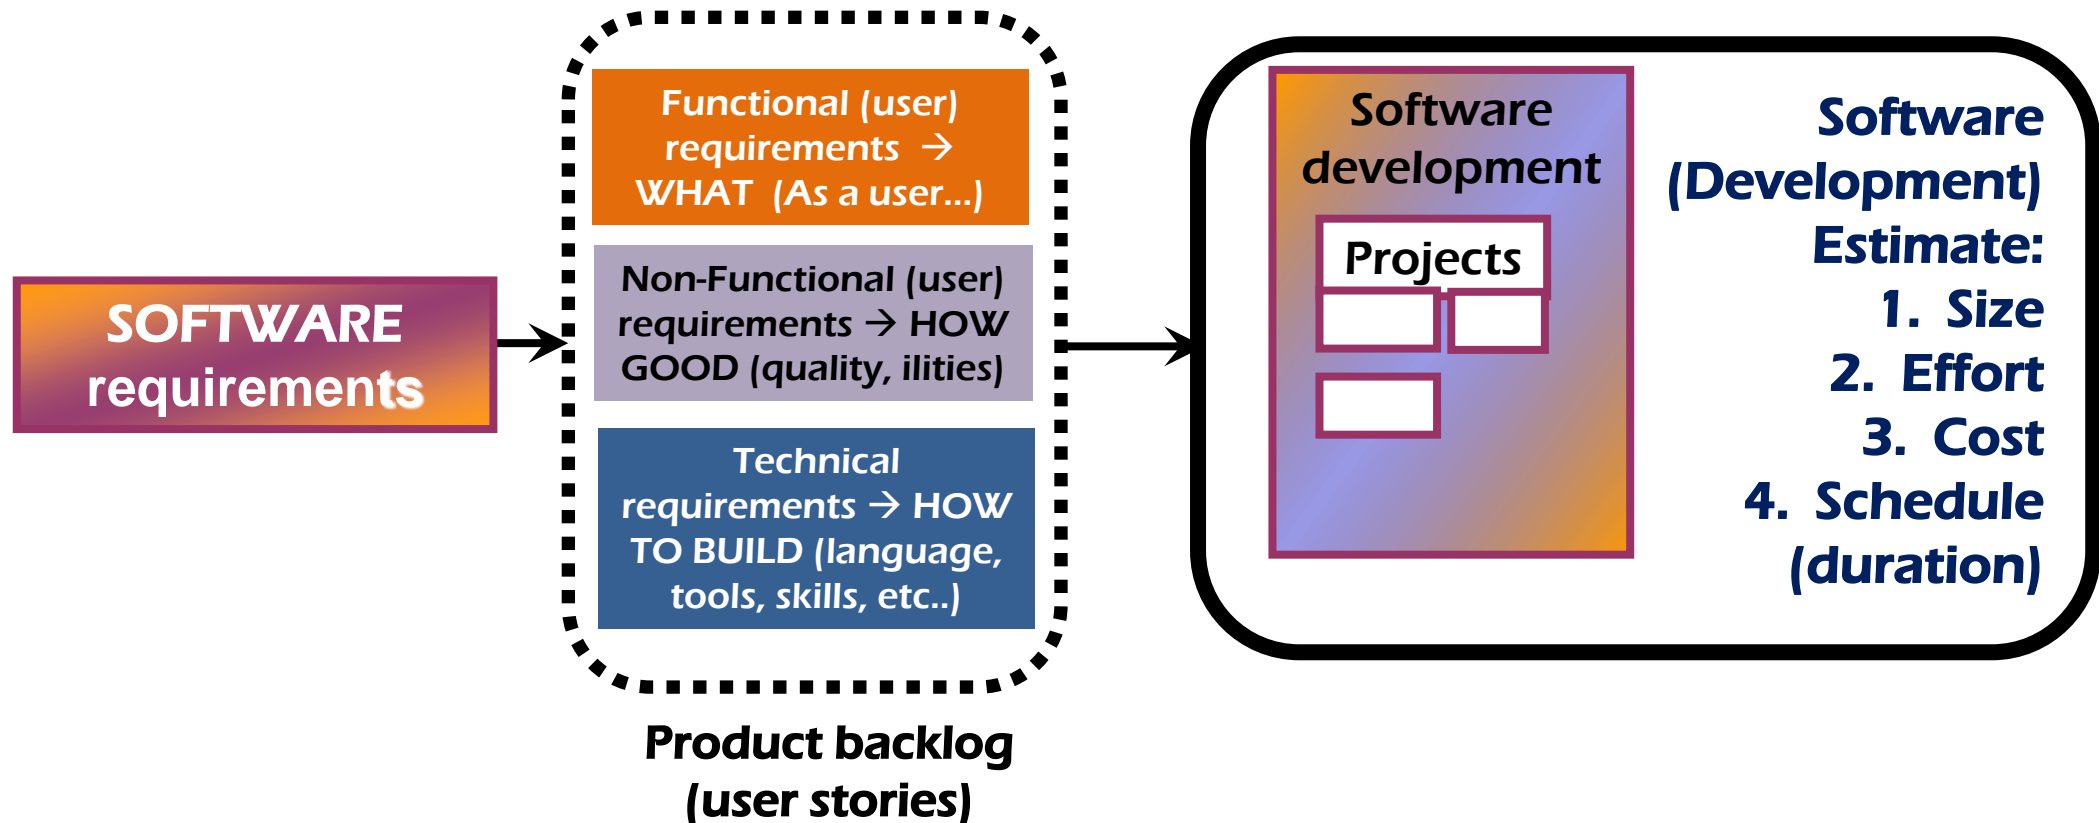 SOFTWARE
requirements
Functional (user)
requirements →
WHAT (As a user...)
Non-Functional (user)
requirements → HOW
GOOD (quality, ilities)
Technical
requirements → HOW
TO BUILD (language,
tools, skills, etc..)
Product backlog
(user stories)
Software
development
Projects
Software
(Development)
Estimate:
1. Size
2. Effort
3. Cost
4. Schedule
(duration)